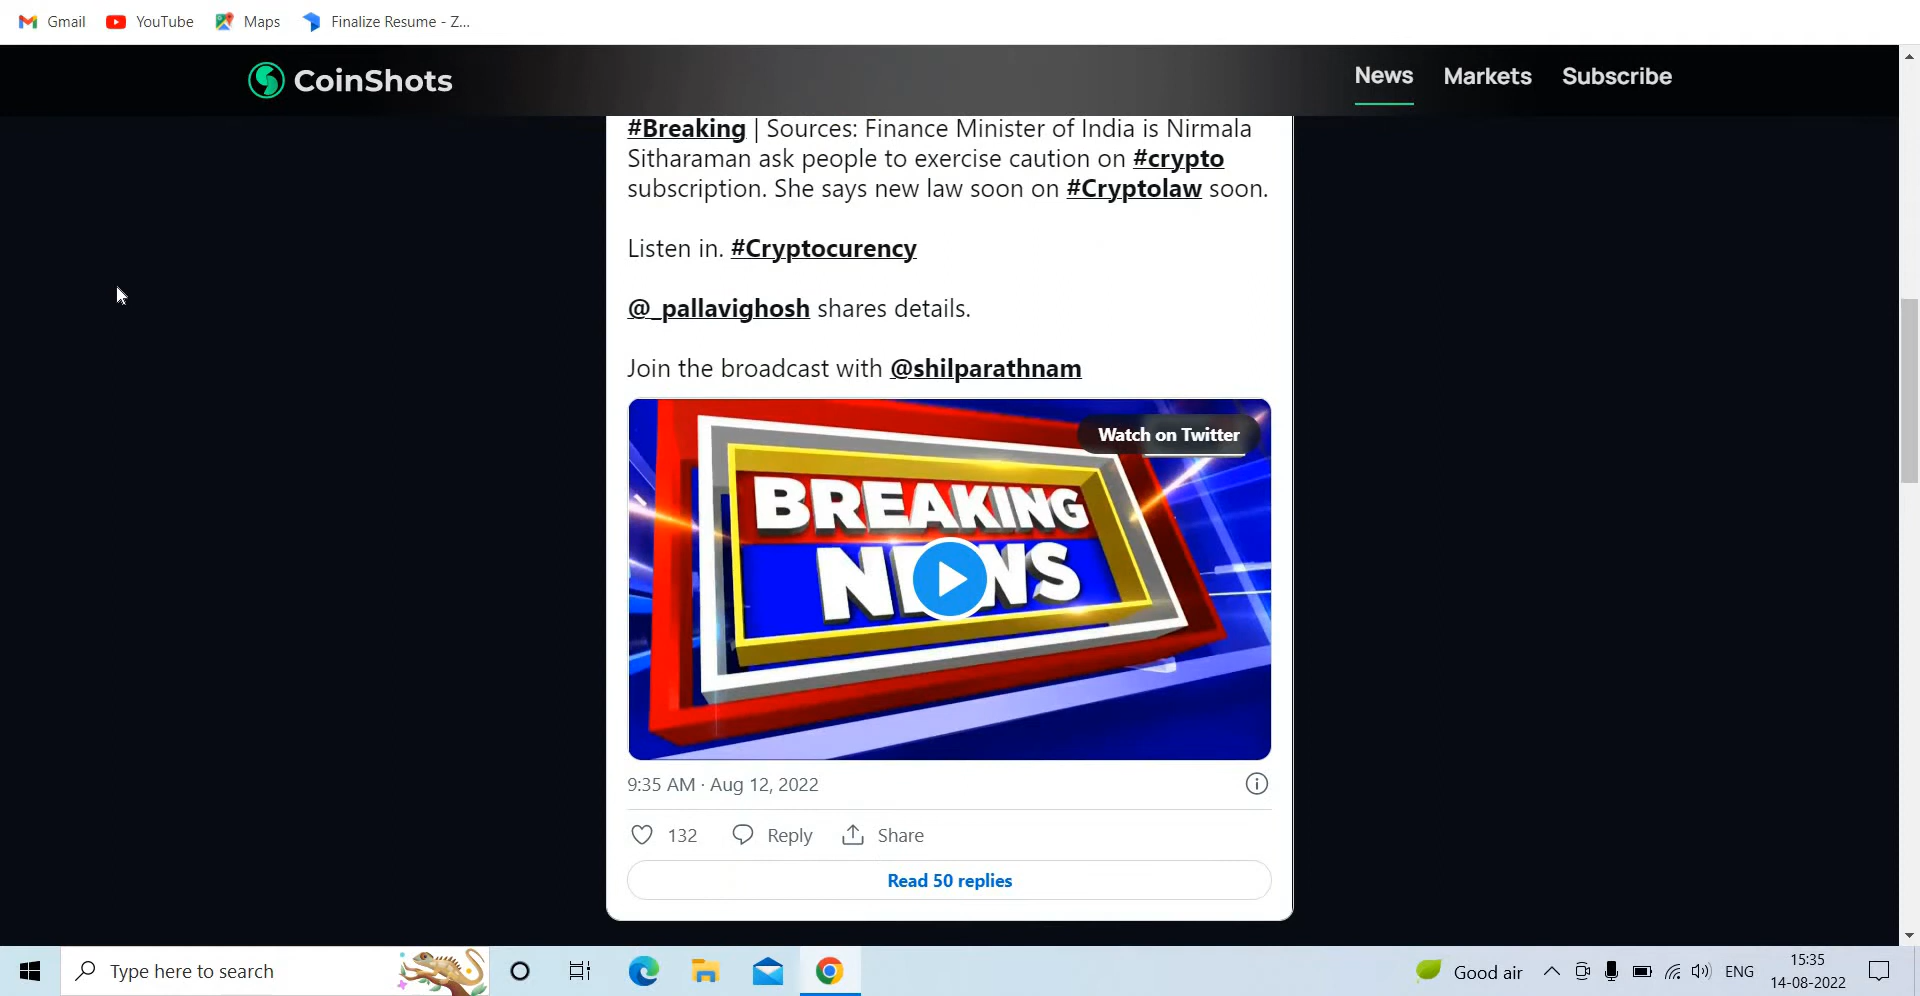 Gmail YouTube Maps Finalize Resume - Z...
CoinShots News Markets Subscribe
#Breaking | Sources: Finance Minister of India is Nirmala
Sitharaman ask people to exercise caution on #crypto
subscription. She says new law soon on #Cryptolaw soon.
Listen in. #Cryptocurency
@_pallavighosh shares details.
Join the broadcast with @shilparathnam
Watch on Twitter
BREAKING
NEWS
9:35 AM · Aug 12, 2022
132 Reply Share
Read 50 replies
Type here to search
Good air
ENG
15:35
14-08-2022